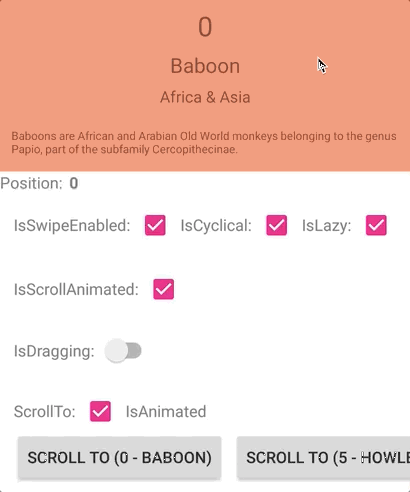 0
Baboon
Africa & Asia
Baboons are African and Arabian Old World monkeys belonging to the genus
Papio, part of the subfamily Cercopithecinae.
Position: 0
IsSwipeEnabled: IsCyclical: IsLazy:
IsScrollAnimated:
IsDragging:
ScrollTo: IsAnimated
SCROLL TO (0 - BABOON) SCROLL TO (5 - HOWLE